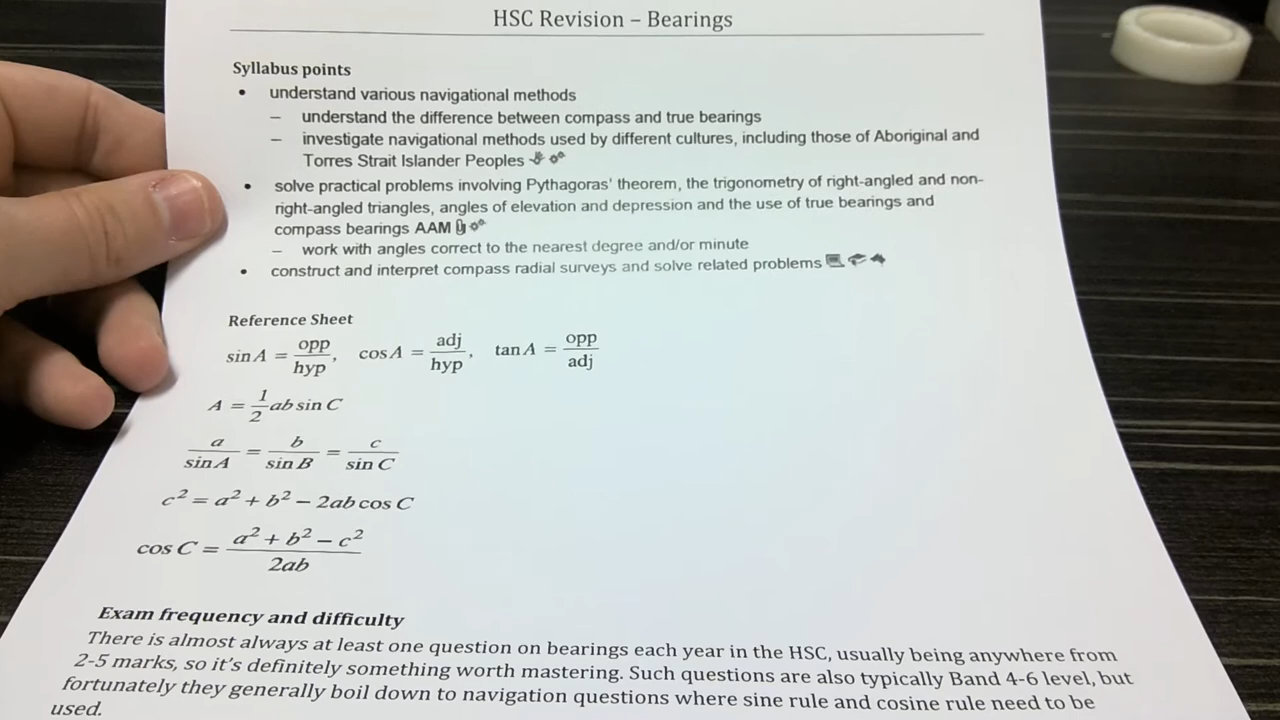 HSC Revision – Bearings
Syllabus points
• understand various navigational methods
– understand the difference between compass and true bearings
– investigate navigational methods used by different cultures, including those of Aboriginal and
Torres Strait Islander Peoples
• solve practical problems involving Pythagoras' theorem, the trigonometry of right-angled and non-
right-angled triangles, angles of elevation and depression and the use of true bearings and
compass bearings AAM
– work with angles correct to the nearest degree and/or minute
• construct and interpret compass radial surveys and solve related problems
Reference Sheet
sin A = opp/hyp, cos A = adj/hyp, tan A = opp/adj
A = 1/2 ab sin C
a/sin A = b/sin B = c/sin C
c² = a² + b² − 2ab cos C
cos C = (a² + b² − c²)/2ab
Exam frequency and difficulty
There is almost always at least one question on bearings each year in the HSC, usually being anywhere from
2-5 marks, so it's definitely something worth mastering. Such questions are also typically Band 4-6 level, but
fortunately they generally boil down to navigation questions where sine rule and cosine rule need to be
used.